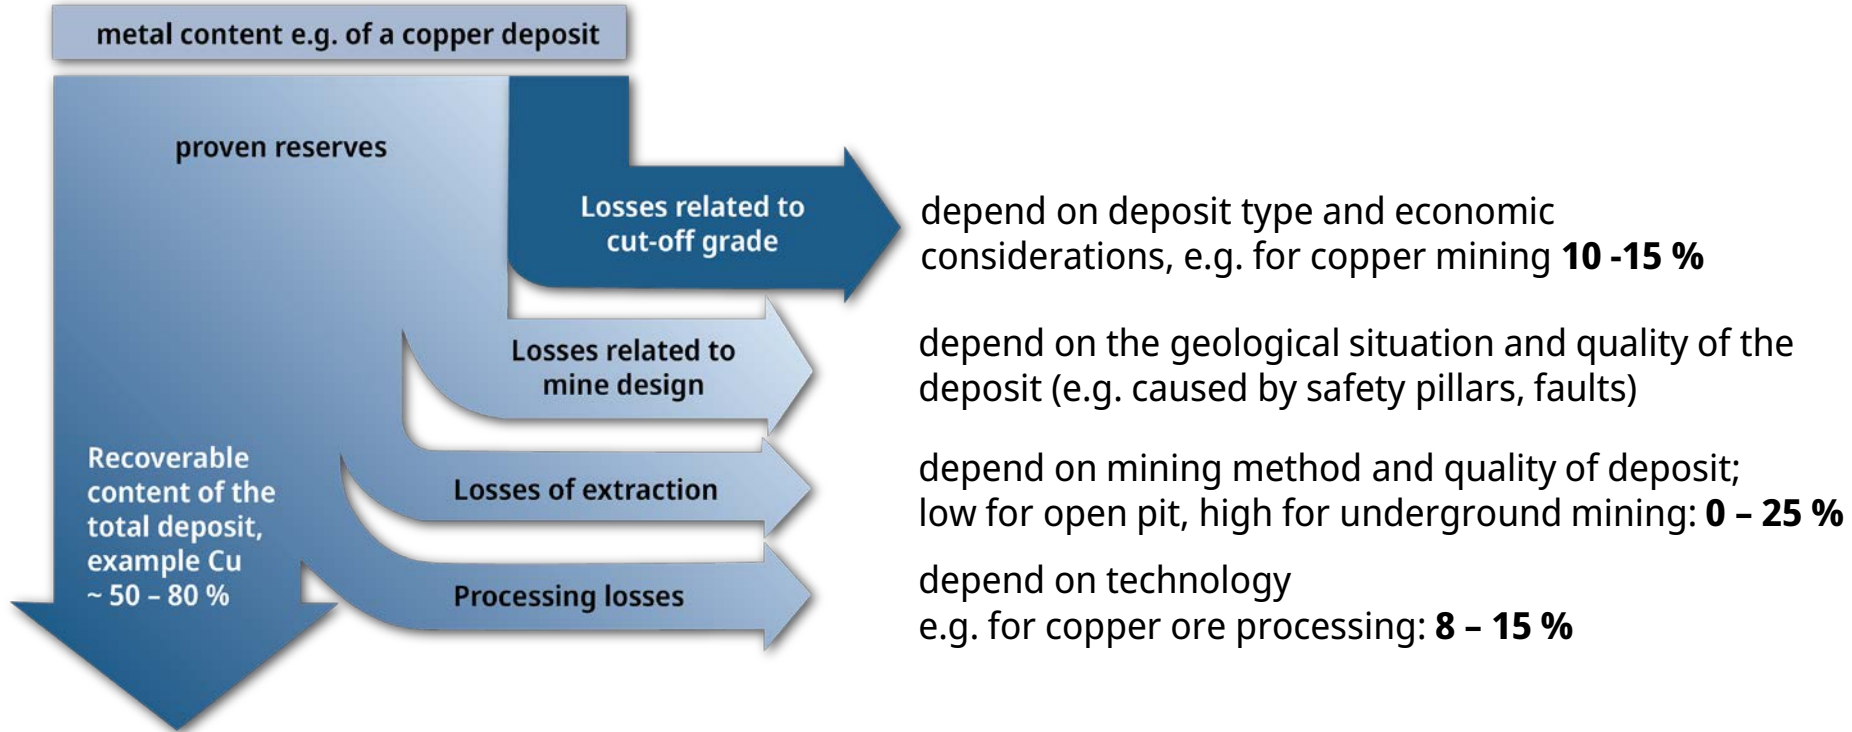 metal content e.g. of a copper deposit
proven reserves
Losses related to
cut-off grade
depend on deposit type and economic
considerations, e.g. for copper mining 10 -15 %
Losses related to
mine design
depend on the geological situation and quality of the
deposit (e.g. caused by safety pillars, faults)
Recoverable
content of the
total deposit,
example Cu
~ 50 – 80 %
Losses of extraction
depend on mining method and quality of deposit;
low for open pit, high for underground mining: 0 – 25 %
Processing losses
depend on technology
e.g. for copper ore processing: 8 – 15 %